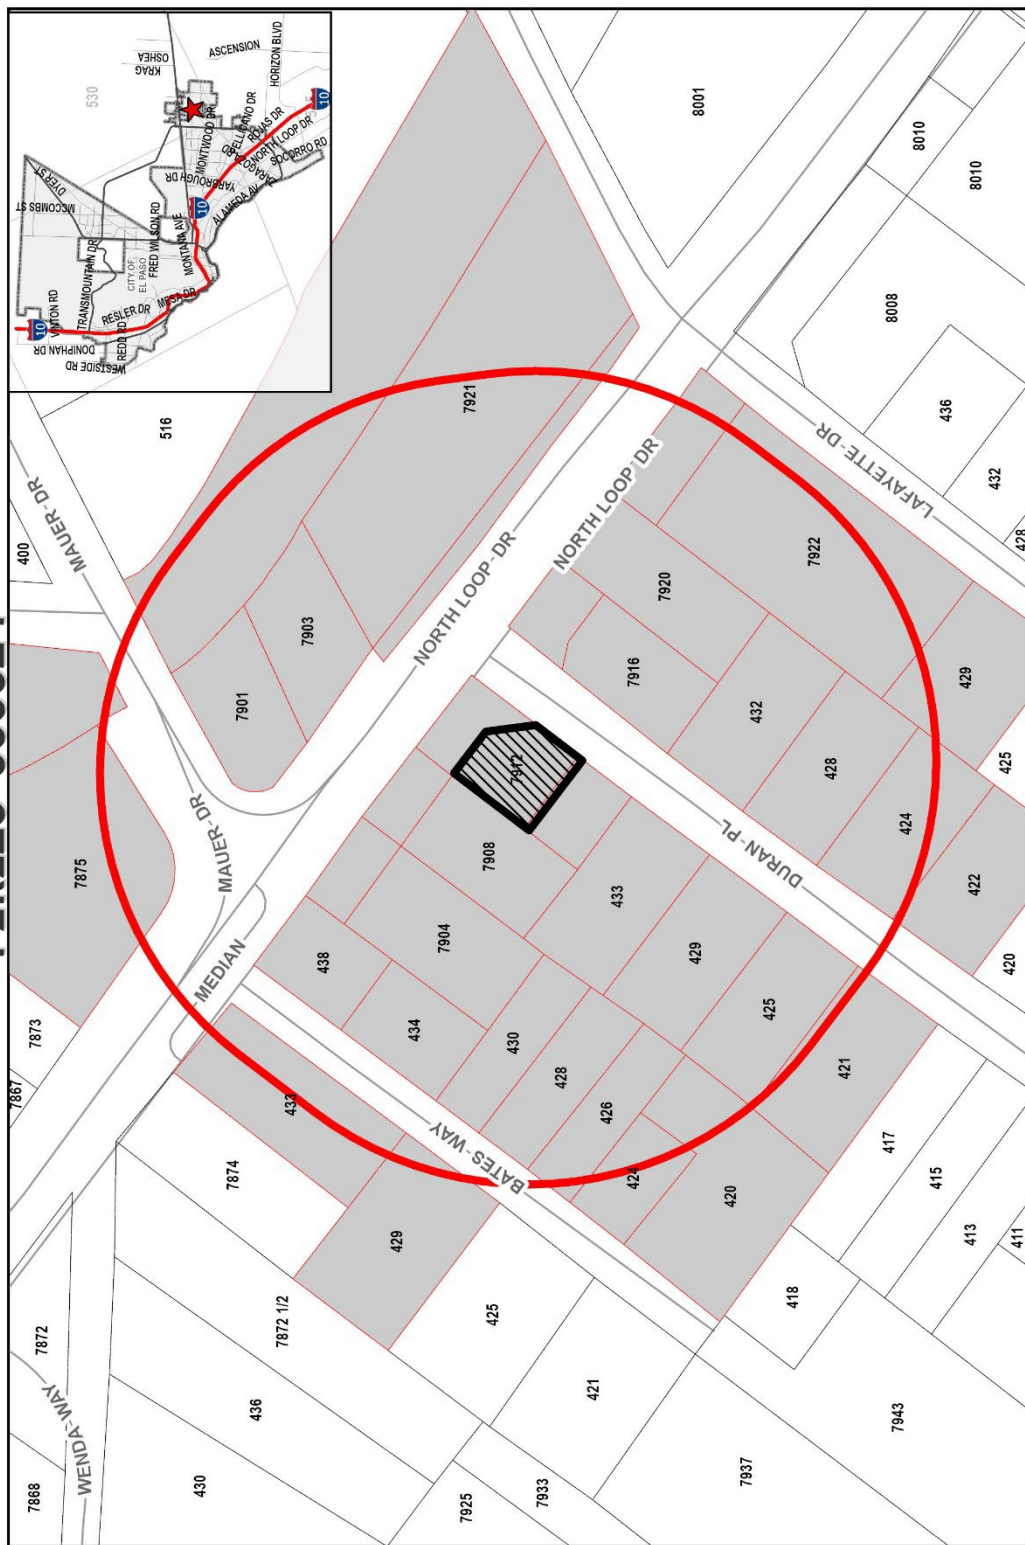 530
KRAG
OSHEA
ASCENSION
HORIZON BLVD
DYER ST
MCCOMBS ST
MONTWOOD DR
PELLICANO DR
ROJAS DR
NORTH LOOP DR
SOCORRO RD
YARBROUGH DR
ALAMEDA AV
10
10
10
FRED WILSON RD
MONTANA AVE
CITY OF
EL PASO
TRANSMOUNTAIN DR
VINTON RD
RESLER DR
MESA DR
REDD RD
DONIPHAN DR
WESTSIDE RD
8001
8010
8010
8008
436
432
428
LAFAYETTE DR
516
400
MAUER DR
7921
7903
7901
NORTH LOOP DR
NORTH LOOP DR
7922
7920
7916
432
428
424
422
420
429
425
7912
7908
7904
438
434
430
428
426
424
420
433
429
425
421
417
415
413
411
418
DURAN PL
MAUER DR
MEDIAN
BATES WAY
7875
7873
7867
7874
433
429
425
421
7872 1/2
7872
7868
WENDA WAY
436
430
7925
7933
7937
7943